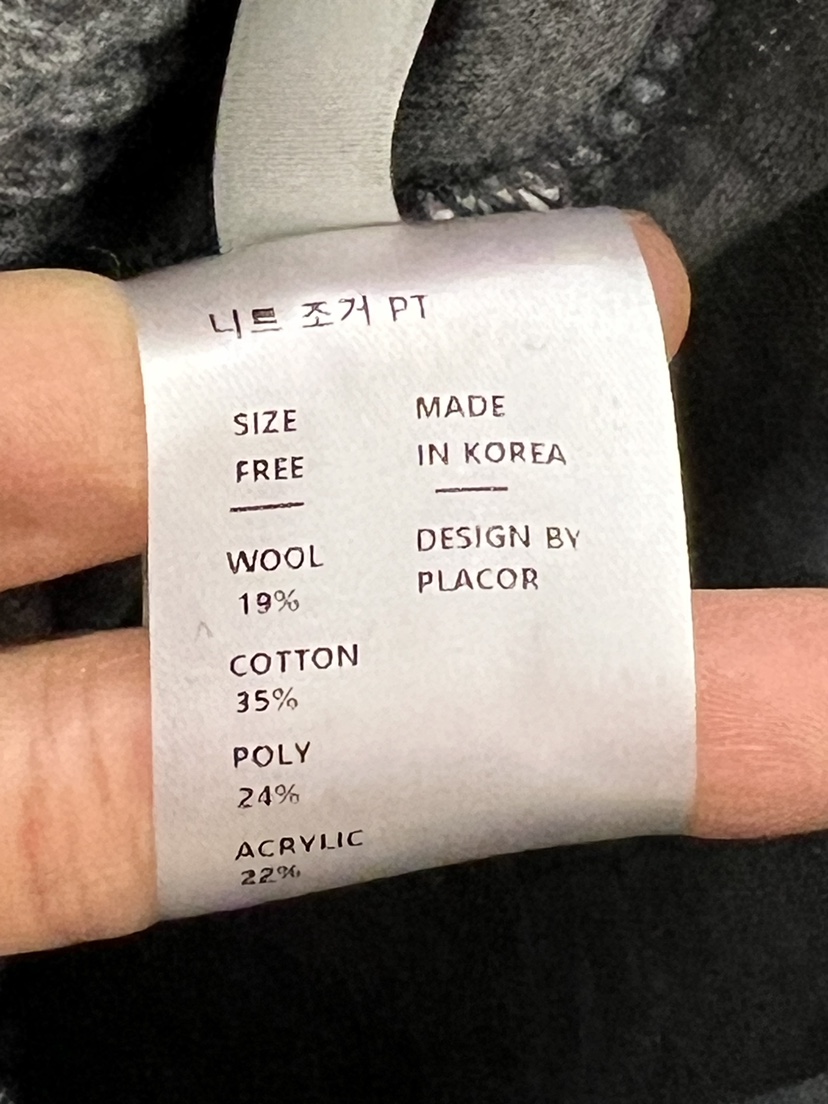 니트 조거 PT
SIZE
FREE
WOOL
19%
COTTON
35%
POLY
24%
ACRYLIC
22%
MADE
IN KOREA
DESIGN BY
PLACOR